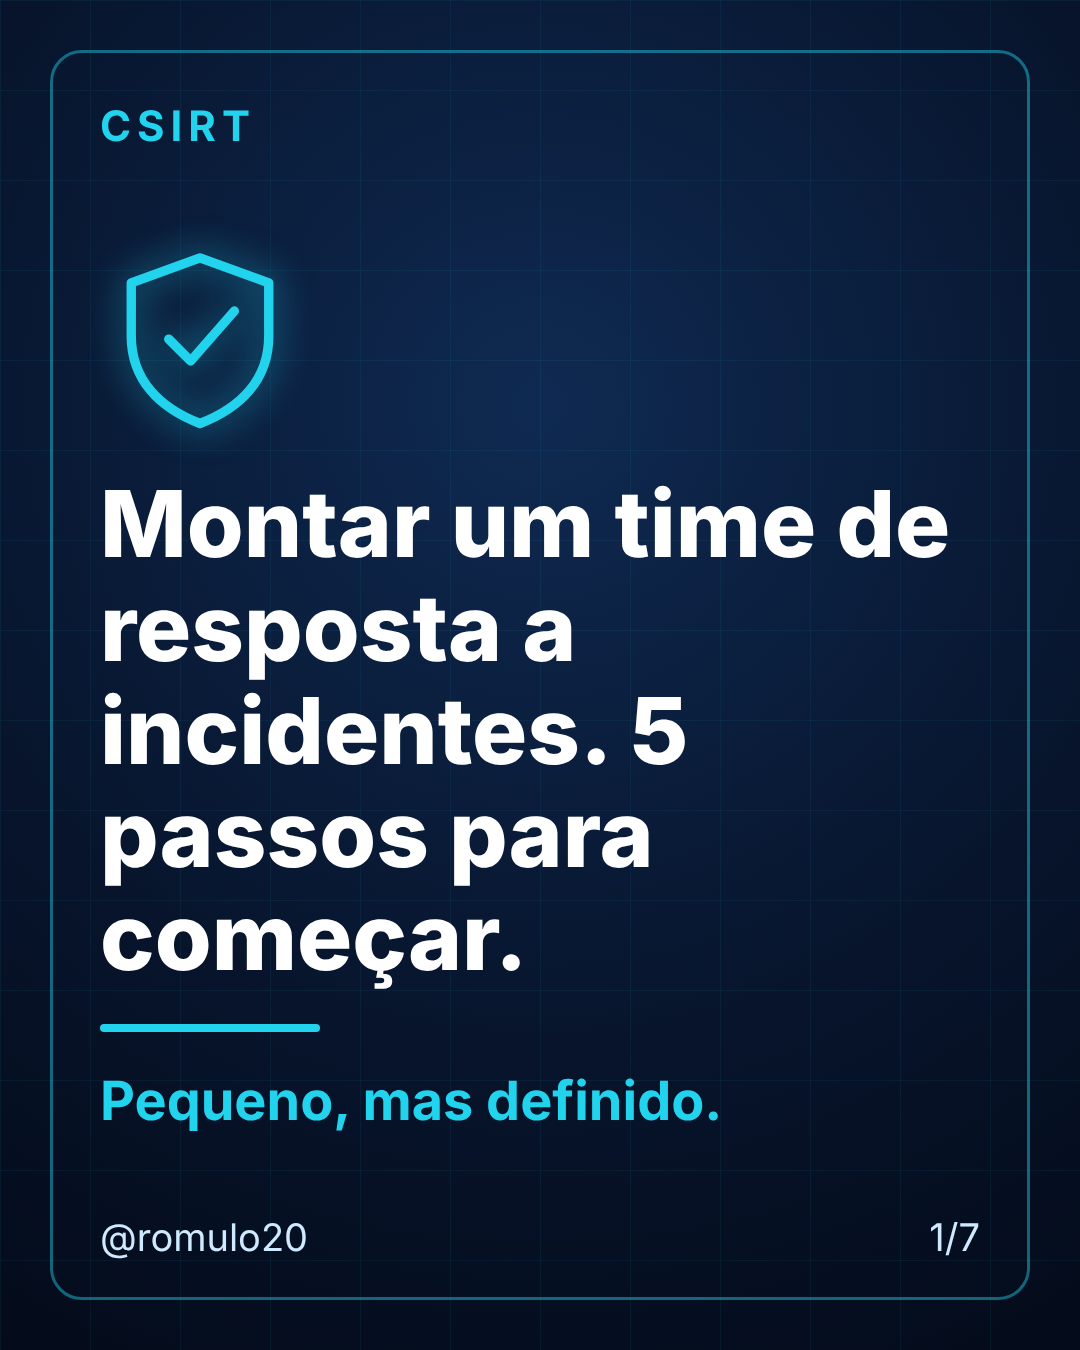 CSIRT
Montar um time de
resposta a
incidentes. 5
passos para
começar.
Pequeno, mas definido.
@romulo20
1/7